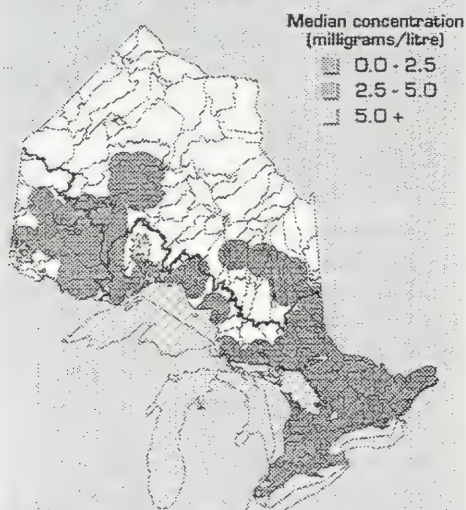 Median concentration
(milligrams/litre)
0.0 - 2.5
2.5 - 5.0
5.0 +